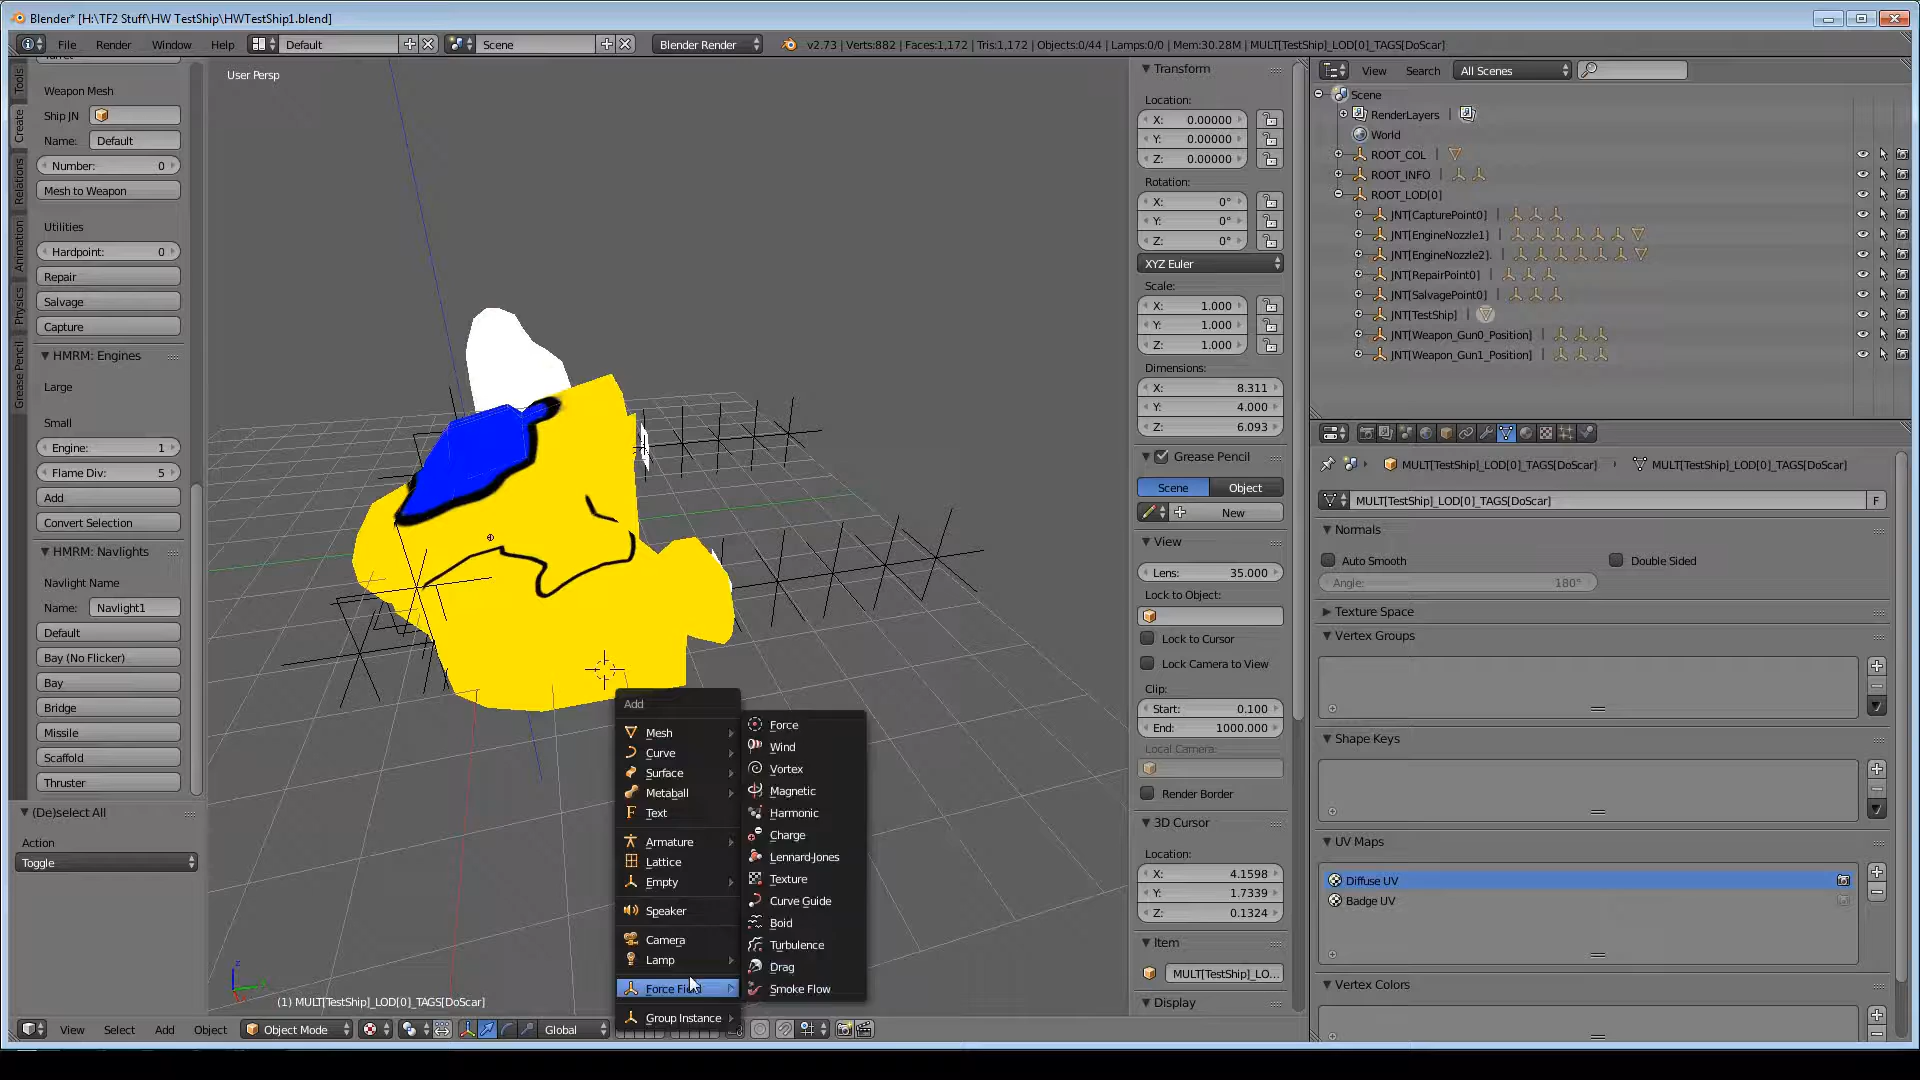 Blender* [H:\TF2 Stuff\HW TestShip\HWTestShip1.blend]
File Render Window Help Default Scene Blender Render v2.73 | Verts:882 | Faces:1,172 | Tris:1,172 | Objects:0/44 | Lamps:0/0 | Mem:30.28M | MULT[TestShip]_LOD[0]_TAGS[DoScar]
Tools
Create
Relations
Animation
Physics
Grease Pencil
Weapon Mesh
Ship JN
Name: Default
Number: 0
Mesh to Weapon
Utilities
Hardpoint: 0
Repair
Salvage
Capture
HMRM: Engines
Large
Small
Engine: 1
Flame Div: 5
Add
Convert Selection
HMRM: Navlights
Navlight Name
Name: Navlight1
Default
Bay (No Flicker)
Bay
Bridge
Missile
Scaffold
Thruster
(De)select All
Action
Toggle
User Persp
Add
Mesh
Curve
Surface
Metaball
Text
Armature
Lattice
Empty
Speaker
Camera
Lamp
Force Fi
Group Instance
Force
Wind
Vortex
Magnetic
Harmonic
Charge
Lennard-Jones
Texture
Curve Guide
Boid
Turbulence
Drag
Smoke Flow
(1) MULT[TestShip]_LOD[0]_TAGS[DoScar]
View Select Add Object Object Mode Global
Transform
Location:
X: 0.00000
Y: 0.00000
Z: 0.00000
Rotation:
X: 0°
Y: 0°
Z: 0°
XYZ Euler
Scale:
X: 1.000
Y: 1.000
Z: 1.000
Dimensions:
X: 8.311
Y: 4.000
Z: 6.093
Grease Pencil
Scene Object
New
View
Lens: 35.000
Lock to Object:
Lock to Cursor
Lock Camera to View
Clip:
Start: 0.100
End: 1000.000
Local Camera:
Render Border
3D Cursor
Location:
X: 4.1598
Y: 1.7339
Z: 0.1324
Item
MULT[TestShip]_LO...
Display
View Search All Scenes
Scene
RenderLayers
World
ROOT_COL
ROOT_INFO
ROOT_LOD[0]
JNT[CapturePoint0]
JNT[EngineNozzle1]
JNT[EngineNozzle2].
JNT[RepairPoint0]
JNT[SalvagePoint0]
JNT[TestShip]
JNT[Weapon_Gun0_Position]
JNT[Weapon_Gun1_Position]
MULT[TestShip]_LOD[0]_TAGS[DoScar] MULT[TestShip]_LOD[0]_TAGS[DoScar]
MULT[TestShip]_LOD[0]_TAGS[DoScar] F
Normals
Auto Smooth Double Sided
Angle: 180°
Texture Space
Vertex Groups
Shape Keys
UV Maps
Diffuse UV
Badge UV
Vertex Colors